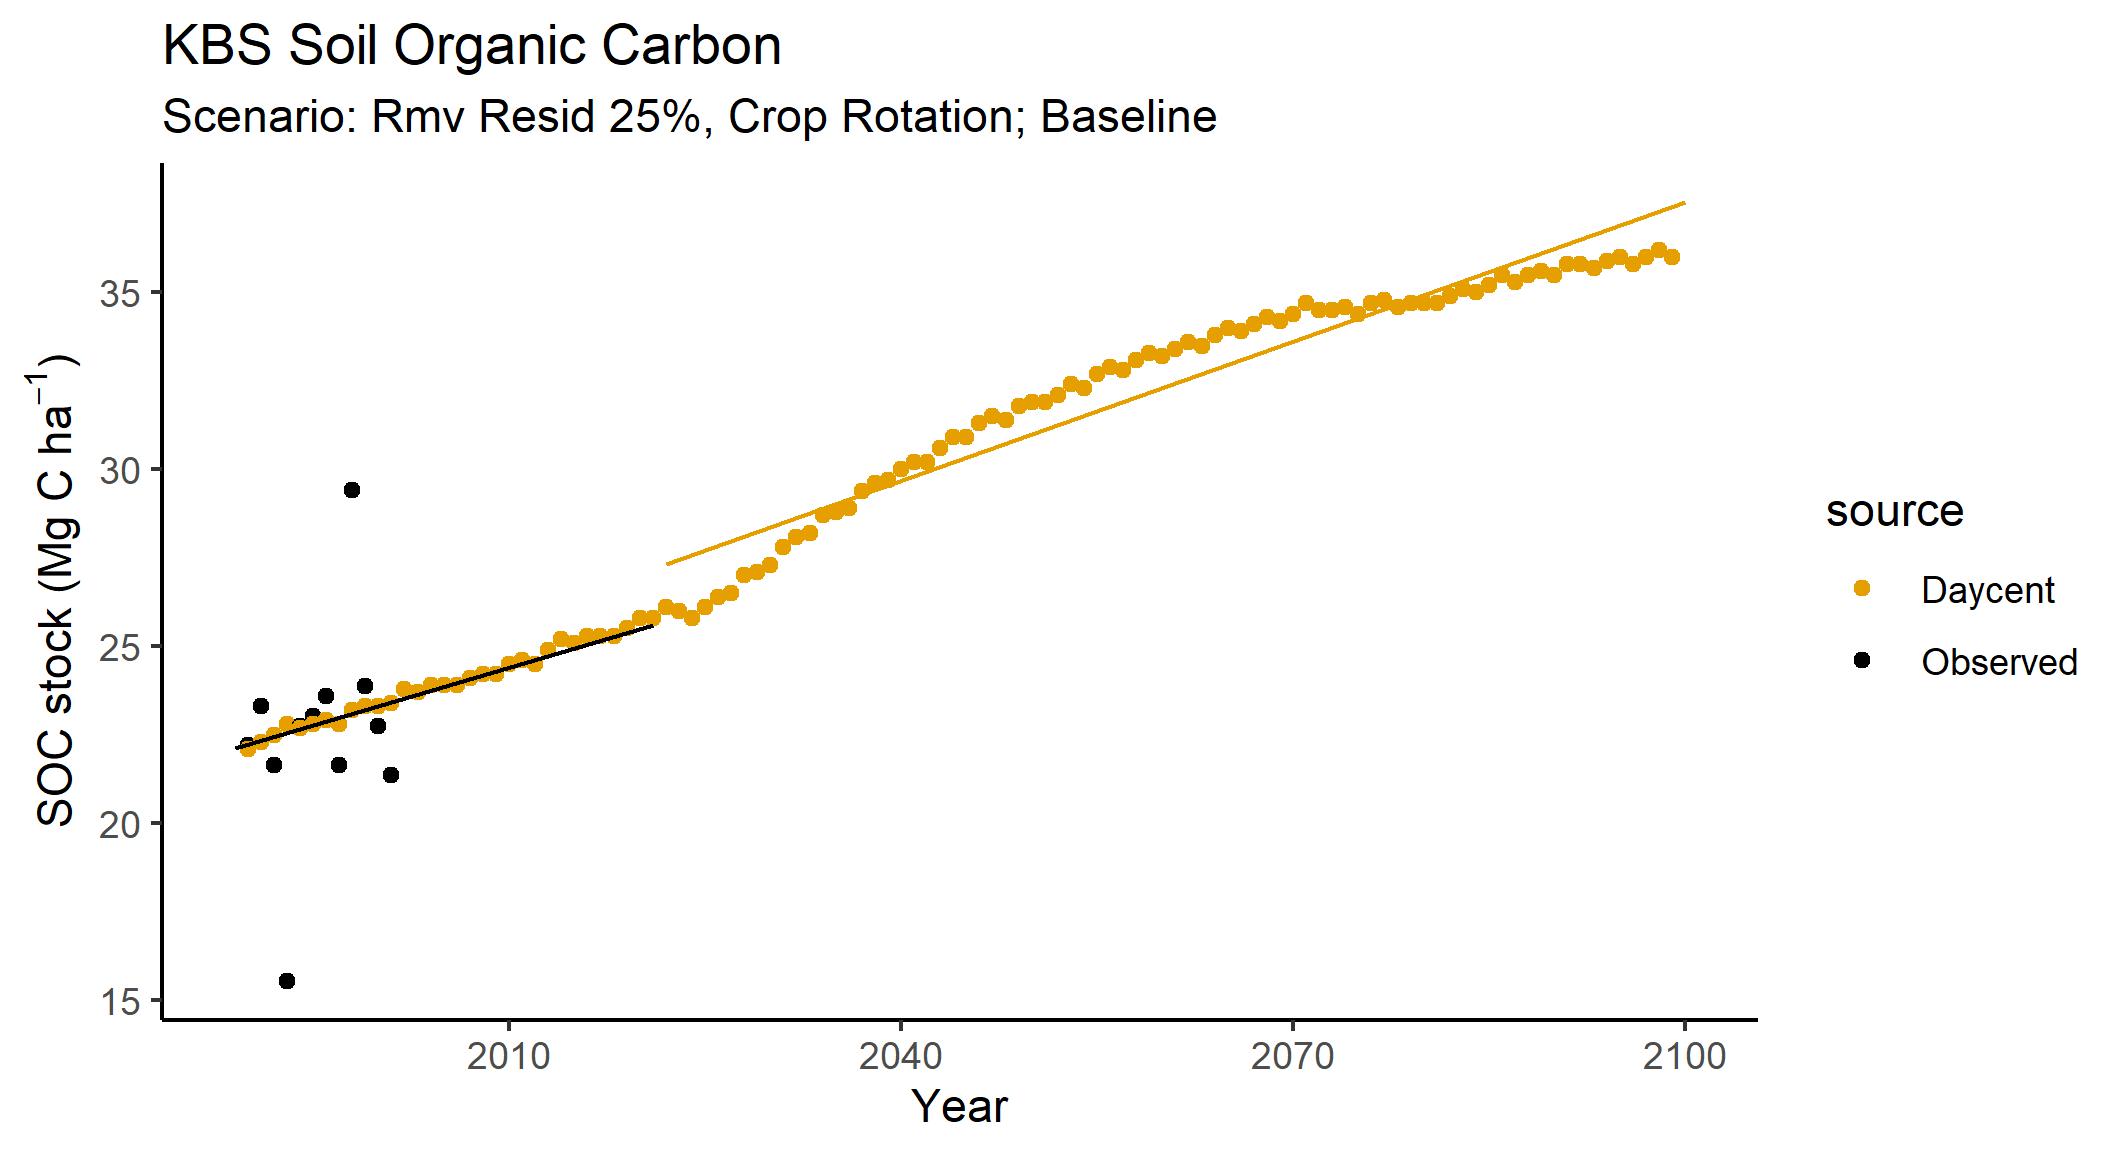 KBS Soil Organic Carbon
Scenario: Rmv Resid 25%, Crop Rotation; Baseline
SOC stock (Mg C ha⁻¹)
35
30
25
20
15
2010
2040
2070
2100
Year
source
Daycent
Observed